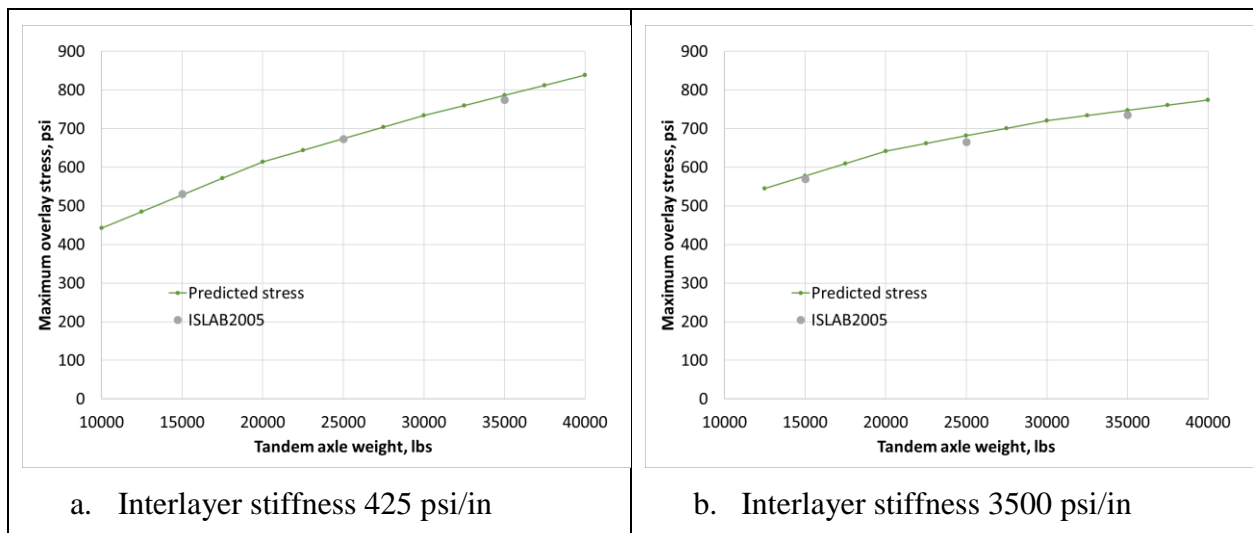 900
800
700
600
500
400
300
200
100
0
Maximum overlay stress, psi
Predicted stress
ISLAB2005
10000 15000 20000 25000 30000 35000 40000
Tandem axle weight, lbs
a. Interlayer stiffness 425 psi/in
900
800
700
600
500
400
300
200
100
0
Maximum overlay stress, psi
Predicted stress
ISLAB2005
10000 15000 20000 25000 30000 35000 40000
Tandem axle weight, lbs
b. Interlayer stiffness 3500 psi/in